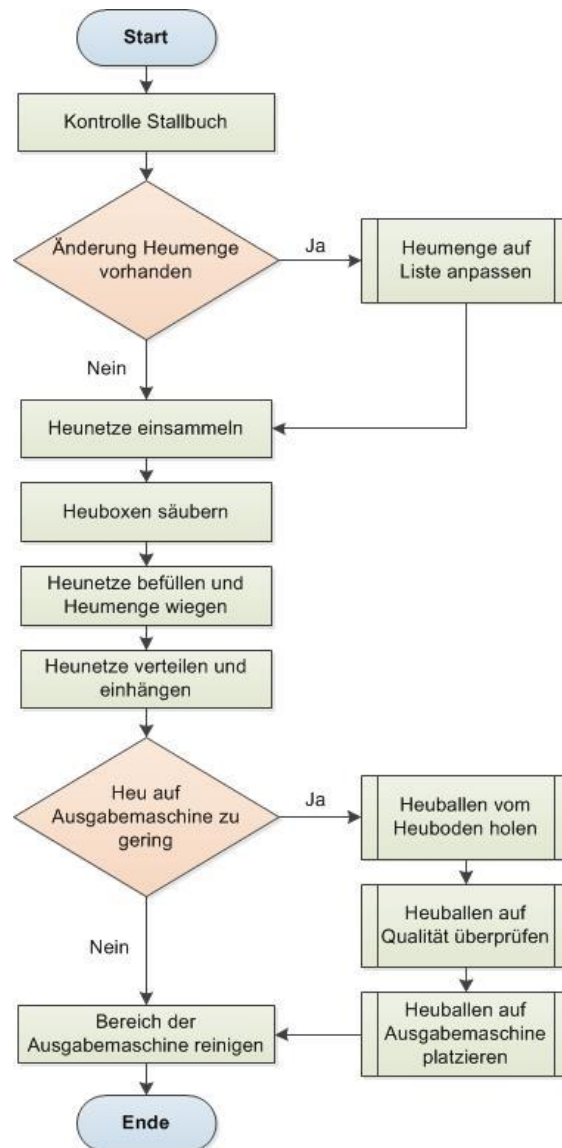 Start
Kontrolle Stallbuch
Änderung Heumenge
vorhanden
Ja
Heumenge auf
Liste anpassen
Nein
Heunetze einsammeln
Heuboxen säubern
Heunetze befüllen und
Heumenge wiegen
Heunetze verteilen und
einhängen
Heu auf
Ausgabemaschine zu
gering
Ja
Heuballen vom
Heuboden holen
Heuballen auf
Qualität überprüfen
Nein
Heuballen auf
Ausgabemaschine
platzieren
Bereich der
Ausgabemaschine reinigen
Ende